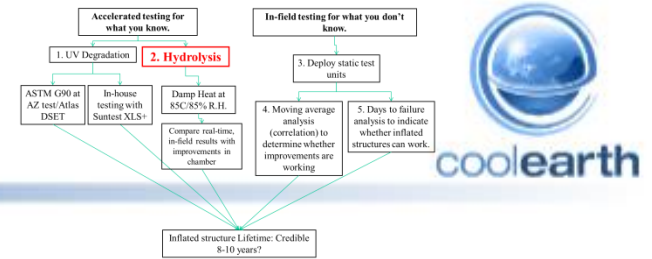 Accelerated testing for
what you know.
In-field testing for what you don't
know.
1. UV Degradation
2. Hydrolysis
3. Deploy static test
units
ASTM G90 at
AZ test/Atlas
DSET
In-house
testing with
Suntest XLS+
Damp Heat at
85C/85% R.H.
Compare real-time,
in-field results with
improvements in
chamber
4. Moving average
analysis
(correlation) to
determine whether
improvements are
working
5. Days to failure
analysis to indicate
whether inflated
structures can work.
coolearth
Inflated structure Lifetime: Credible
8-10 years?